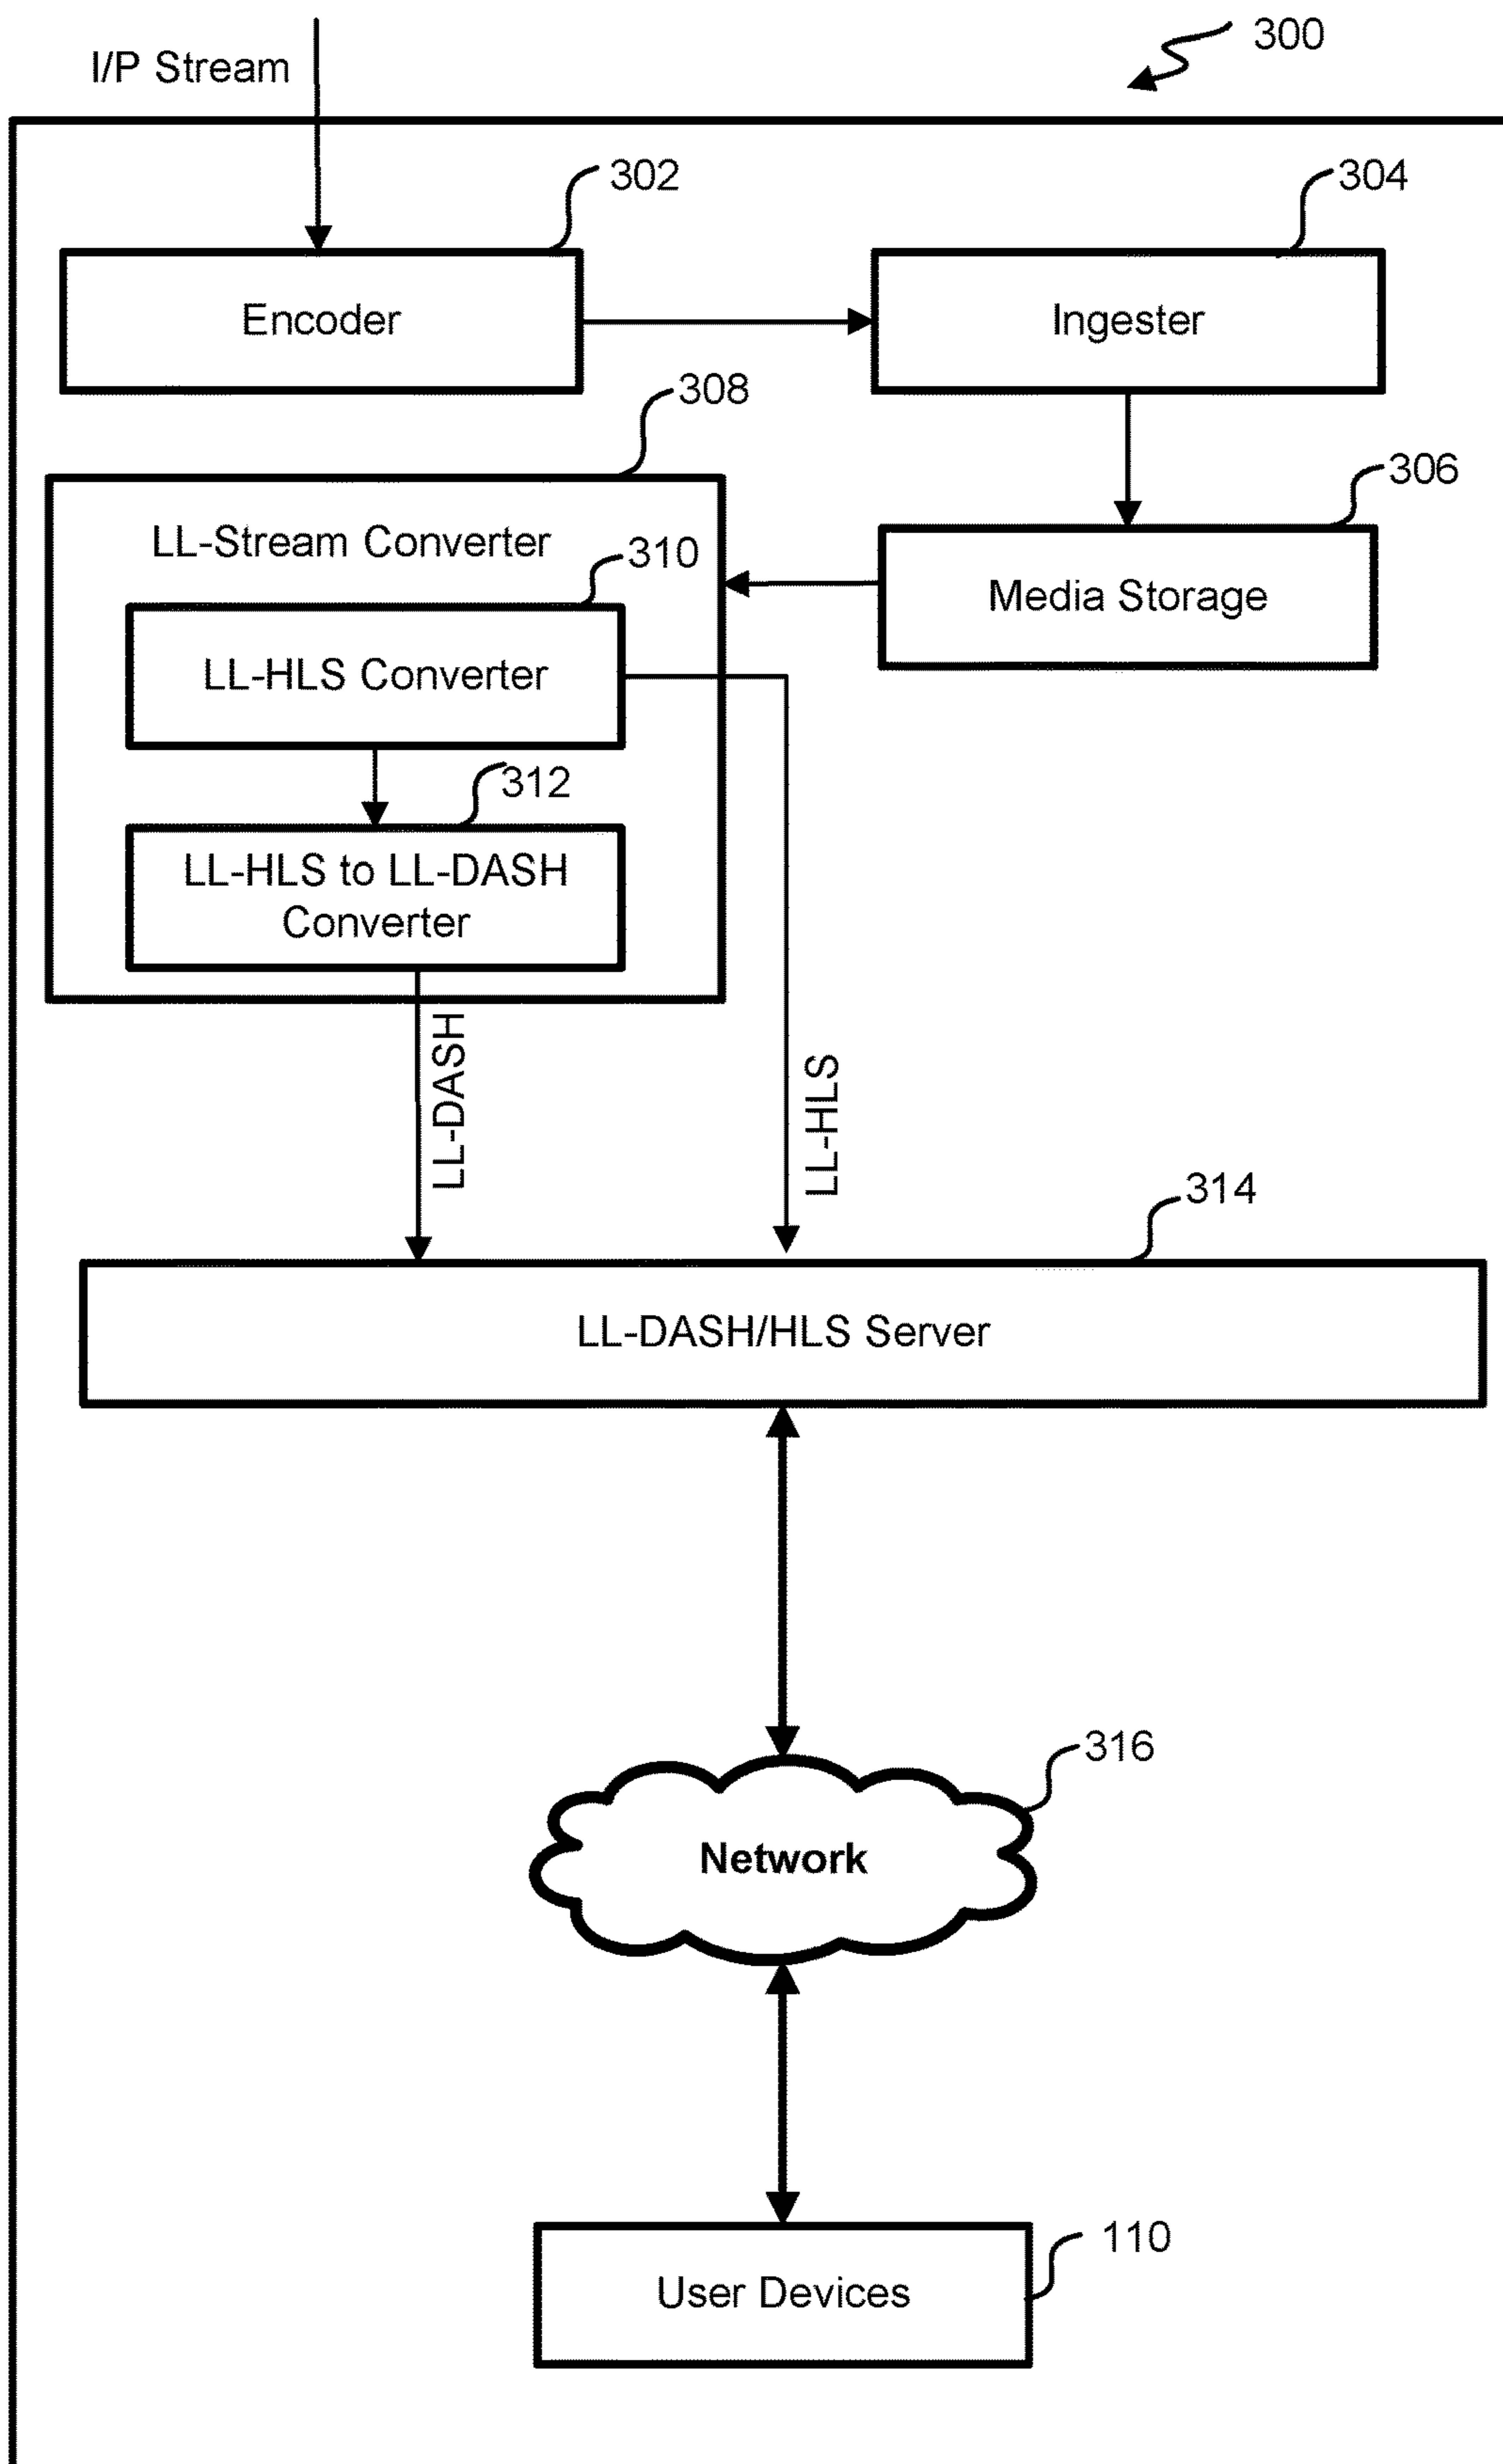 300
I/P Stream
302
304
Encoder
Ingester
308
306
LL-Stream Converter
310
Media Storage
LL-HLS Converter
312
LL-HLS to LL-DASH
Converter
LL-DASH
LL-HLS
314
LL-DASH/HLS Server
316
Network
110
User Devices